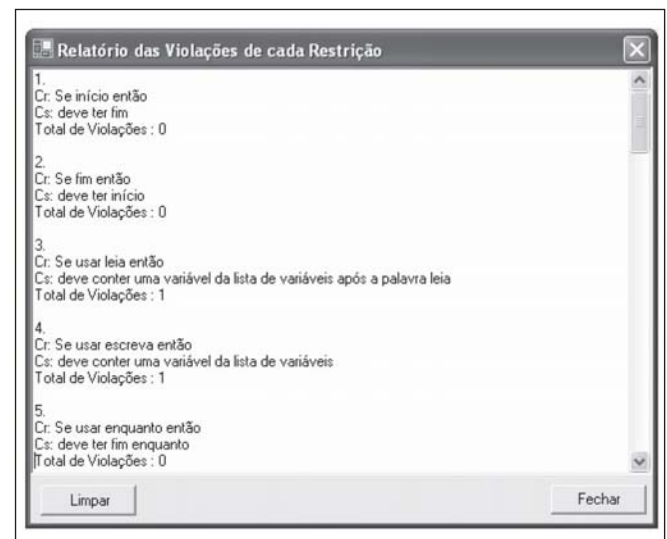 Relatório das Violações de cada Restrição
1.
Cr: Se início então
Cs: deve ter fim
Total de Violações : 0
2.
Cr: Se fim então
Cs: deve ter início
Total de Violações : 0
3.
Cr: Se usar leia então
Cs: deve conter uma variável da lista de variáveis após a palavra leia
Total de Violações : 1
4.
Cr: Se usar escreva então
Cs: deve conter uma variável da lista de variáveis
Total de Violações : 1
5.
Cr: Se usar enquanto então
Cs: deve ter fim enquanto
Total de Violações : 0
Limpar
Fechar